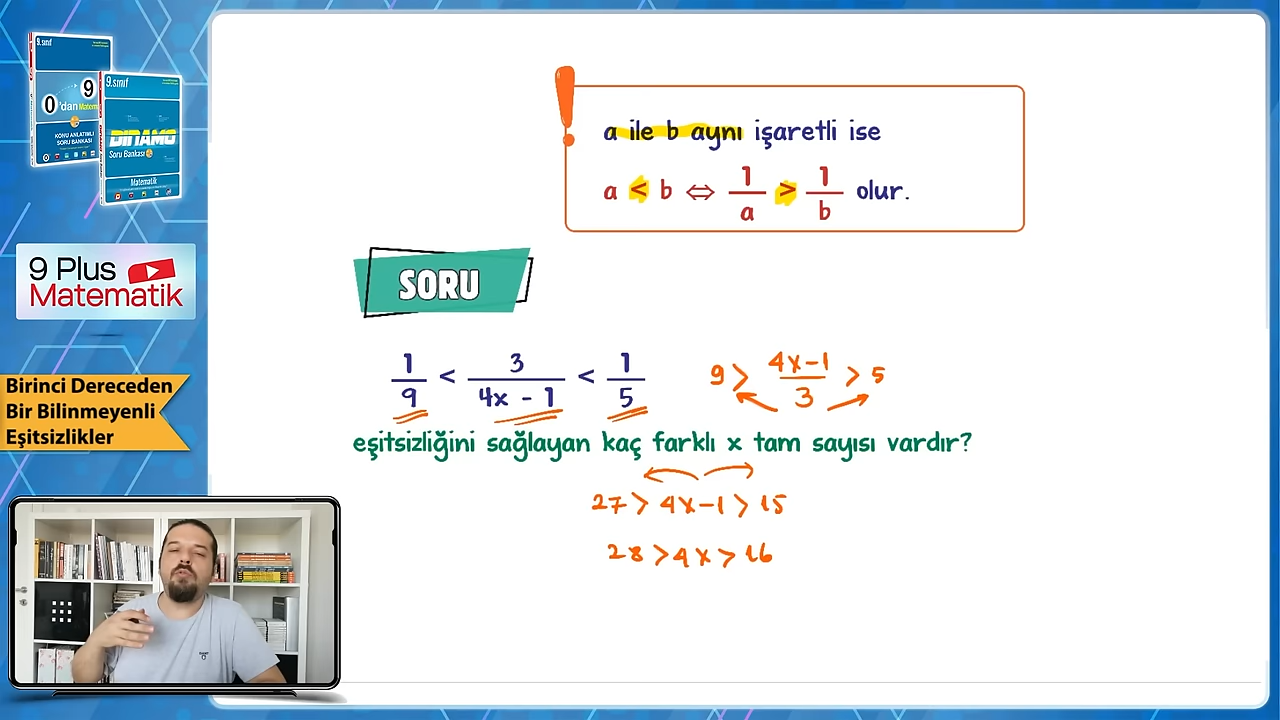 9.sınıf
0'dan 9 Matem
KONU ANLATIMLI
SORU BANKASI
9.sınıf
DİNAMO
Soru Bankası
Matematik
9 Plus
Matematik
Birinci Dereceden
Bir Bilinmeyenli
Eşitsizlikler
a ile b aynı işaretli ise
a < b ⇔ 1/a > 1/b olur.
SORU
1/9 < 3/(4x - 1) < 1/5
9 > (4x-1)/3 > 5
eşitsizliğini sağlayan kaç farklı x tam sayısı vardır?
27 > 4x-1 > 15
28 > 4x > 16